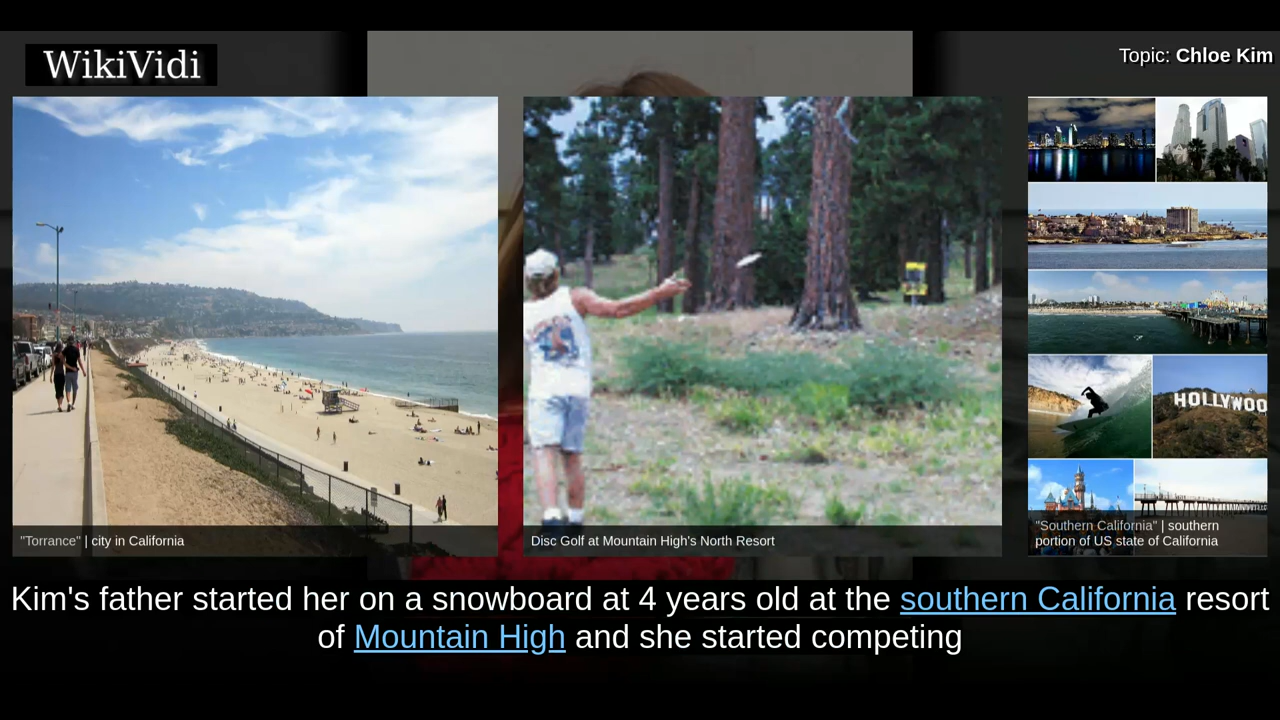 WikiVidi
Topic: Chloe Kim
HOLLYWOO
"Torrance" | city in California
Disc Golf at Mountain High's North Resort
"Southern California" | southern
portion of US state of California
Kim's father started her on a snowboard at 4 years old at the southern California resort
of Mountain High and she started competing